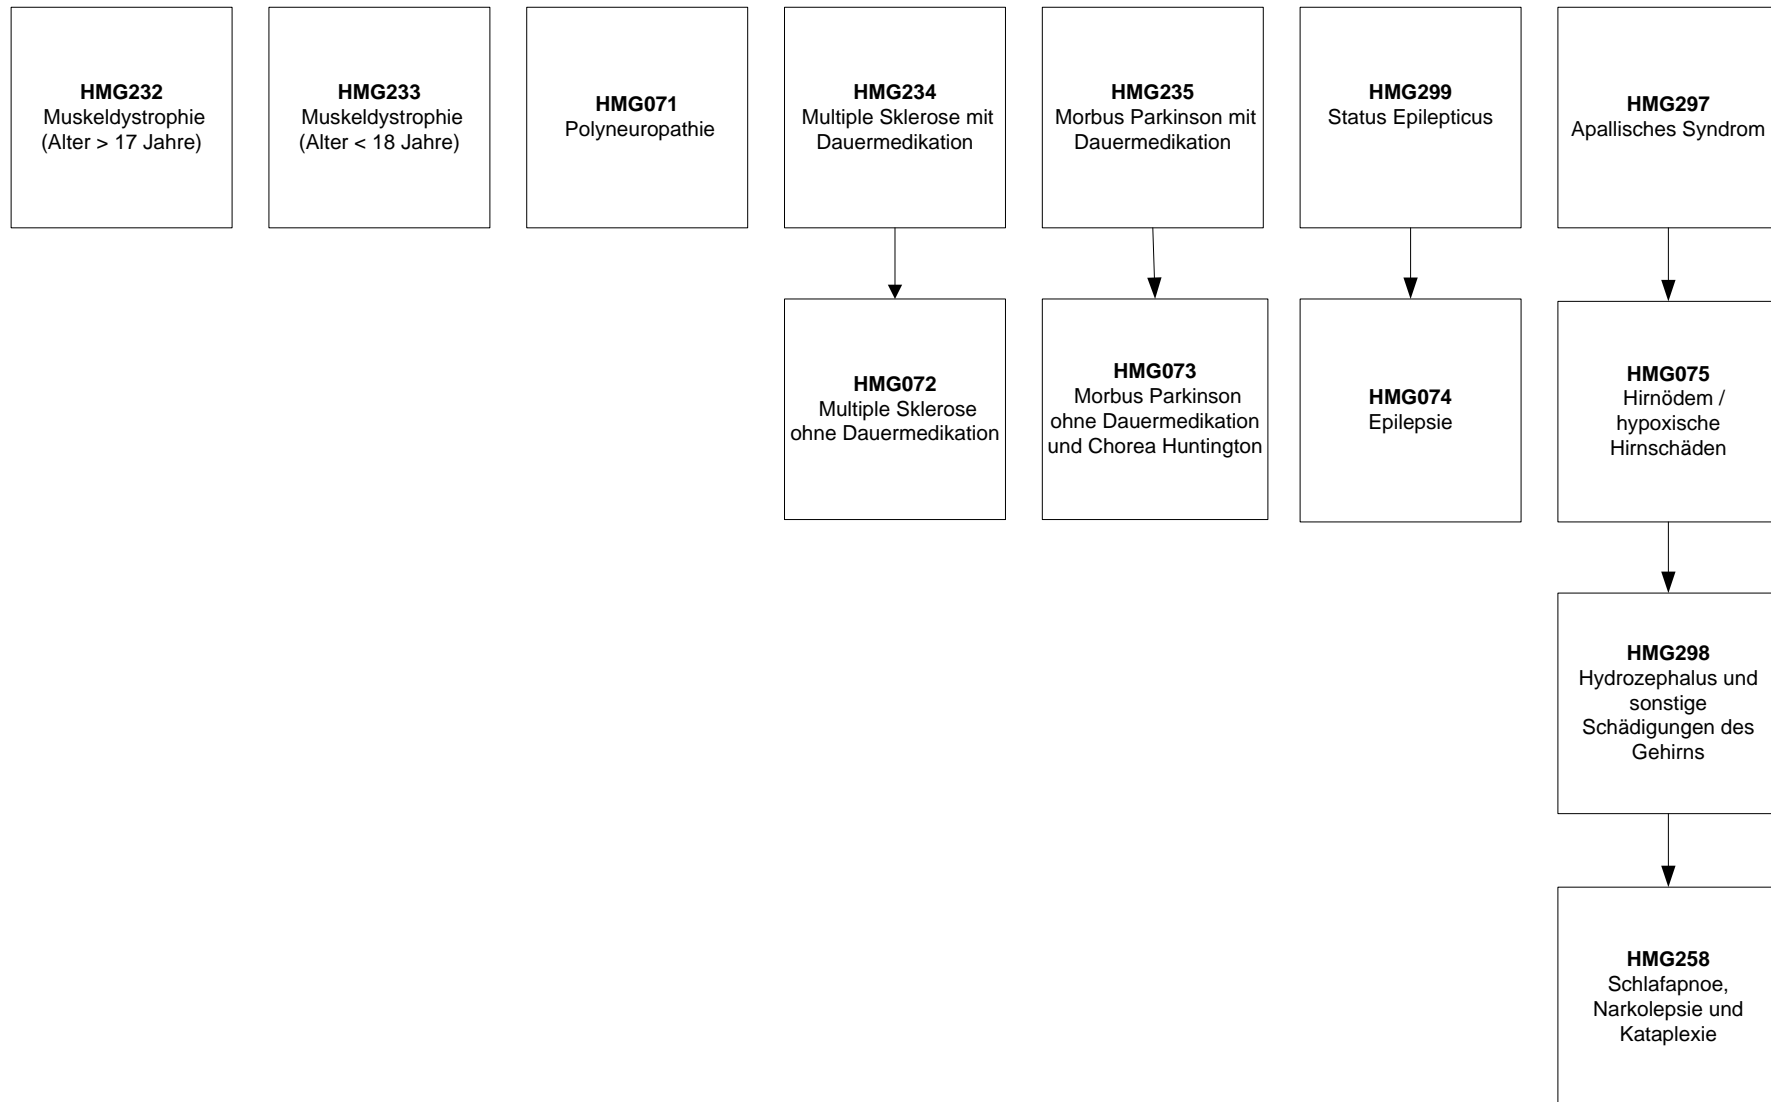 HMG232
Muskeldystrophie
(Alter > 17 Jahre)
HMG233
Muskeldystrophie
(Alter < 18 Jahre)
HMG071
Polyneuropathie
HMG234
Multiple Sklerose mit
Dauermedikation
HMG235
Morbus Parkinson mit
Dauermedikation
HMG299
Status Epilepticus
HMG297
Apallisches Syndrom
HMG072
Multiple Sklerose
ohne Dauermedikation
HMG073
Morbus Parkinson
ohne Dauermedikation
und Chorea Huntington
HMG074
Epilepsie
HMG075
Hirnödem /
hypoxische
Hirnschäden
HMG298
Hydrozephalus und
sonstige
Schädigungen des
Gehirns
HMG258
Schlafapnoe,
Narkolepsie und
Kataplexie